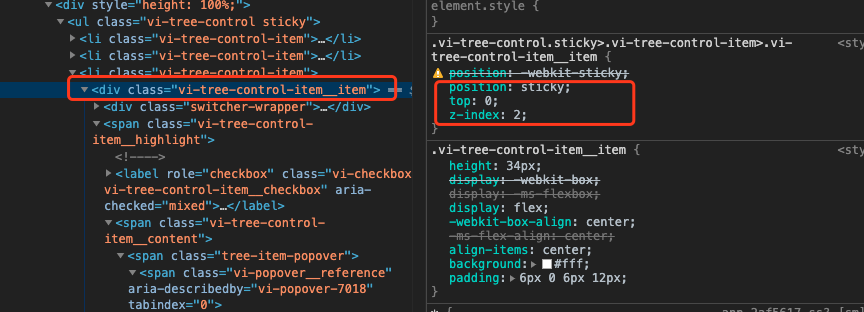 <div style="height: 100%;">
<ul class="vi-tree-control sticky">
<li class="vi-tree-control-item">…</li>
<li class="vi-tree-control-item">…</li>
<li class="vi-tree-control-item">
<div class="vi-tree-control-item__item"> ==
<div class="switcher-wrapper">…</div>
<span class="vi-tree-control-
item__highlight">
<!---->
<label role="checkbox" class="vi-checkbox
vi-tree-control-item__checkbox" aria-
checked="mixed">…</label>
<span class="vi-tree-control-
item__content">
<span class="tree-item-popover">
<span class="vi-popover__reference"
aria-describedby="vi-popover-7018"
tabindex="0">
element.style {
}
.vi-tree-control.sticky>.vi-tree-control-item>.vi- <sty
tree-control-item__item {
position: -webkit-sticky;
position: sticky;
top: 0;
z-index: 2;
}
.vi-tree-control-item__item { <sty
height: 34px;
display: -webkit-box;
display: -ms-flexbox;
display: flex;
-webkit-box-align: center;
-ms-flex-align: center;
align-items: center;
background: #fff;
padding: 6px 0 6px 12px;
}